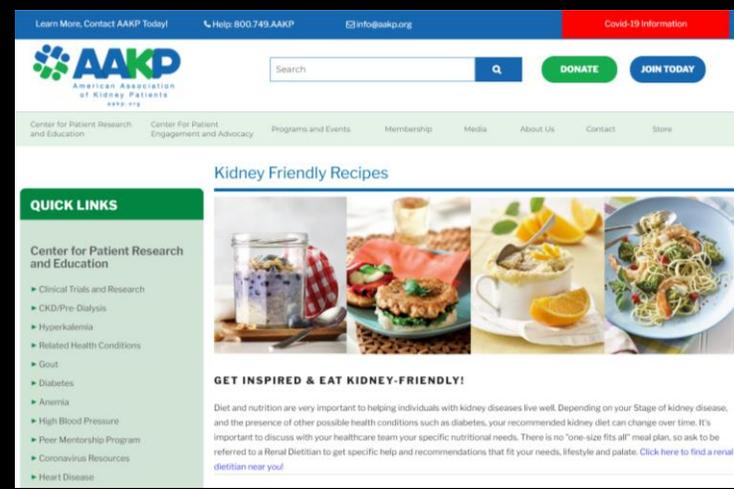 Learn More, Contact AAKP Today!
Help: 800.749.AAKP
info@aakp.org
Covid-19 Information
AAKP
American Association
of Kidney Patients
aakp.org
Search
DONATE
JOIN TODAY
Center for Patient Research
and Education
Center For Patient
Engagement and Advocacy
Programs and Events
Membership
Media
About Us
Contact
Store
Kidney Friendly Recipes
QUICK LINKS
Center for Patient Research
and Education
Clinical Trials and Research
CKD/Pre-Dialysis
Hyperkalemia
Related Health Conditions
Gout
Diabetes
Anemia
High Blood Pressure
Peer Mentorship Program
Coronavirus Resources
Heart Disease
GET INSPIRED & EAT KIDNEY-FRIENDLY!
Diet and nutrition are very important to helping individuals with kidney diseases live well. Depending on your Stage of kidney disease,
and the presence of other possible health conditions such as diabetes, your recommended kidney diet can change over time. It's
important to discuss with your healthcare team your specific nutritional needs. There is no "one-size fits all" meal plan, so ask to be
referred to a Renal Dietitian to get specific help and recommendations that fit your needs, lifestyle and palate. Click here to find a renal
dietitian near you!